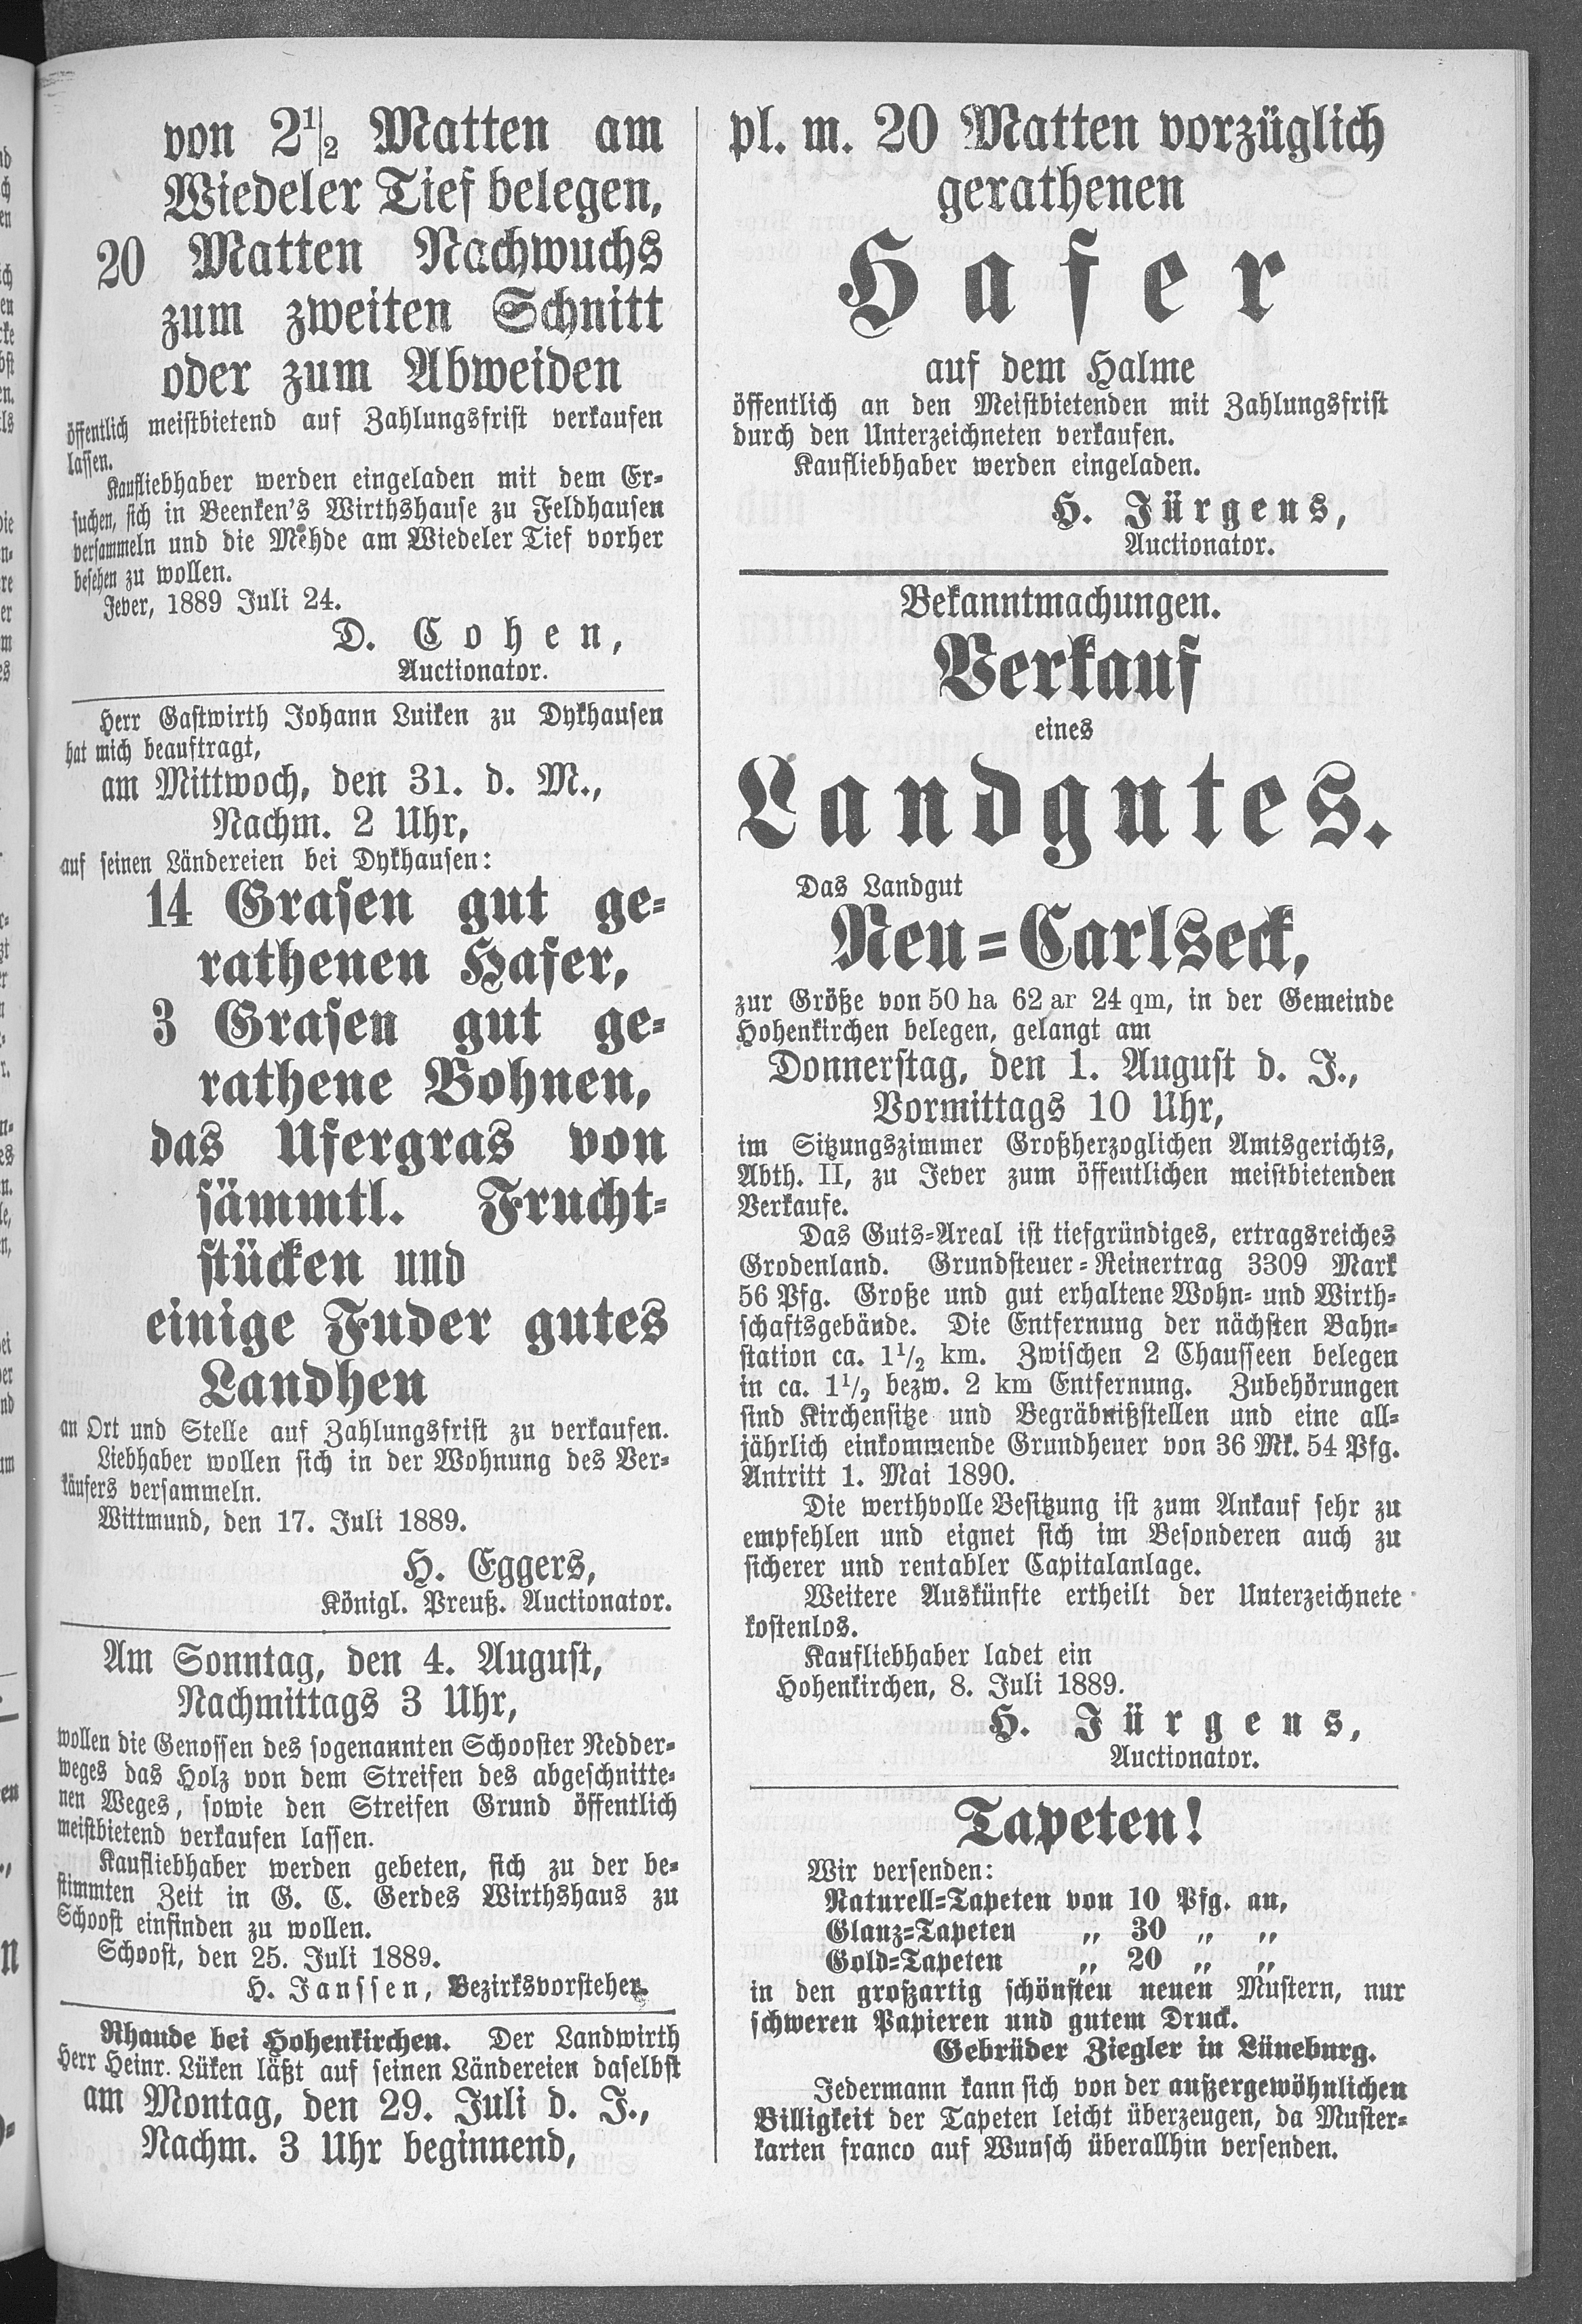 von 2½ Matten am
Wiedeler Tief belegen,
20 Matten Nachwuchs
zum zweiten Schnitt
oder zum Abweiden
öffentlich meistbietend auf Zahlungsfrist verkaufen
lassen.
Kaufliebhaber werden eingeladen mit dem Er-
suchen, sich in Beenken's Wirthshause zu Feldhausen
versammeln und die Mehde am Wiedeler Tief vorher
besehen zu wollen.
Jever, 1889 Juli 24.
D. Cohen,
Auctionator.
Herr Gastwirth Johann Luiken zu Dykhausen
hat mich beauftragt,
am Mittwoch, den 31. d. M.,
Nachm. 2 Uhr,
auf seinen Ländereien bei Dykhausen:
14 Grasen gut ge-
rathenen Hafer,
3 Grasen gut ge-
rathene Bohnen,
das Ufergras von
sämmtl. Frucht-
stücken und
einige Fuder gutes
Landheu
an Ort und Stelle auf Zahlungsfrist zu verkaufen.
Liebhaber wollen sich in der Wohnung des Ver-
käufers versammeln.
Wittmund, den 17. Juli 1889.
H. Eggers,
Königl. Preuß. Auctionator.
Am Sonntag, den 4. August,
Nachmittags 3 Uhr,
wollen die Genossen des sogenannten Schooster Nedder-
weges das Holz von dem Streifen des abgeschnitte-
nen Weges, sowie den Streifen Grund öffentlich
meistbietend verkaufen lassen.
Kaufliebhaber werden gebeten, sich zu der be-
stimmten Zeit in G. C. Gerdes Wirthshaus zu
Schoost einfinden zu wollen.
Schoost, den 25. Juli 1889.
H. Janssen, Bezirksvorsteher.
Rhaude bei Hohenkirchen. Der Landwirth
Herr Heinr. Lüken läßt auf seinen Ländereien daselbst
am Montag, den 29. Juli d. J.,
Nachm. 3 Uhr beginnend,
pl. m. 20 Matten vorzüglich
gerathenen
Hafer
auf dem Halme
öffentlich an den Meistbietenden mit Zahlungsfrist
durch den Unterzeichneten verkaufen.
Kaufliebhaber werden eingeladen.
H. Jürgens,
Auctionator.
Bekanntmachungen.
Verkauf
eines
Landgutes.
Das Landgut
Neu-Carlseck,
zur Größe von 50 ha 62 ar 24 qm, in der Gemeinde
Hohenkirchen belegen, gelangt am
Donnerstag, den 1. August d. J.,
Vormittags 10 Uhr,
im Sitzungszimmer Großherzoglichen Amtsgerichts,
Abth. II, zu Jever zum öffentlichen meistbietenden
Verkaufe.
Das Guts-Areal ist tiefgründiges, ertragsreiches
Grodenland. Grundsteuer-Reinertrag 3309 Mark
56 Pfg. Große und gut erhaltene Wohn- und Wirth-
schaftsgebäude. Die Entfernung der nächsten Bahn-
station ca. 1½ km. Zwischen 2 Chausseen belegen
in ca. 1½ bezw. 2 km Entfernung. Zubehörungen
sind Kirchensitze und Begräbnißstellen und eine all-
jährlich einkommende Grundheuer von 36 Mk. 54 Pfg.
Antritt 1. Mai 1890.
Die werthvolle Besitzung ist zum Ankauf sehr zu
empfehlen und eignet sich im Besonderen auch zu
sicherer und rentabler Capitalanlage.
Weitere Auskünfte ertheilt der Unterzeichnete
kostenlos.
Kaufliebhaber ladet ein
Hohenkirchen, 8. Juli 1889.
H. Jürgens,
Auctionator.
Tapeten!
Wir versenden:
Naturell-Tapeten von 10 Pfg. an,
Glanz-Tapeten „ 30 „ „
Gold-Tapeten „ 20 „ „
in den großartig schönsten neuen Mustern, nur
schweren Papieren und gutem Druck.
Gebrüder Ziegler in Lüneburg.
Jedermann kann sich von der außergewöhnlichen
Billigkeit der Tapeten leicht überzeugen, da Muster-
karten franco auf Wunsch überallhin versenden.